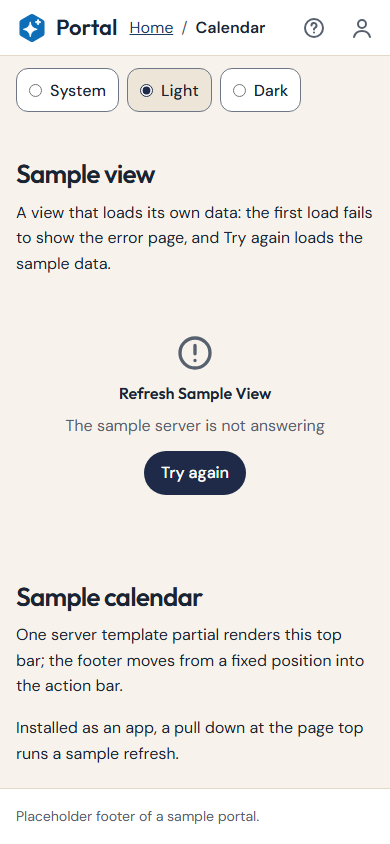 Portal Home / Calendar
System Light Dark
Sample view
A view that loads its own data: the first load fails
to show the error page, and Try again loads the
sample data.
Refresh Sample View
The sample server is not answering
Try again
Sample calendar
One server template partial renders this top
bar; the footer moves from a fixed position into
the action bar.
Installed as an app, a pull down at the page top
runs a sample refresh.
Placeholder footer of a sample portal.